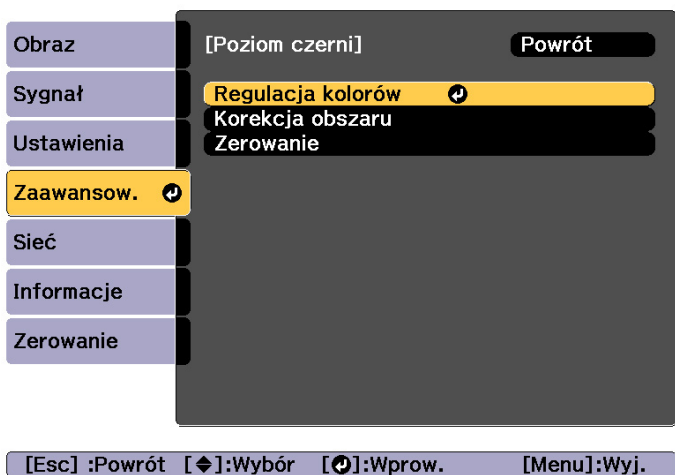 Obraz
Sygnał
Ustawienia
Zaawansow.
Sieć
Informacje
Zerowanie
[Poziom czerni] Powrót
Regulacja kolorów
Korekcja obszaru
Zerowanie
[Esc] :Powrót [◆]:Wybór [↵]:Wprow. [Menu]:Wyj.